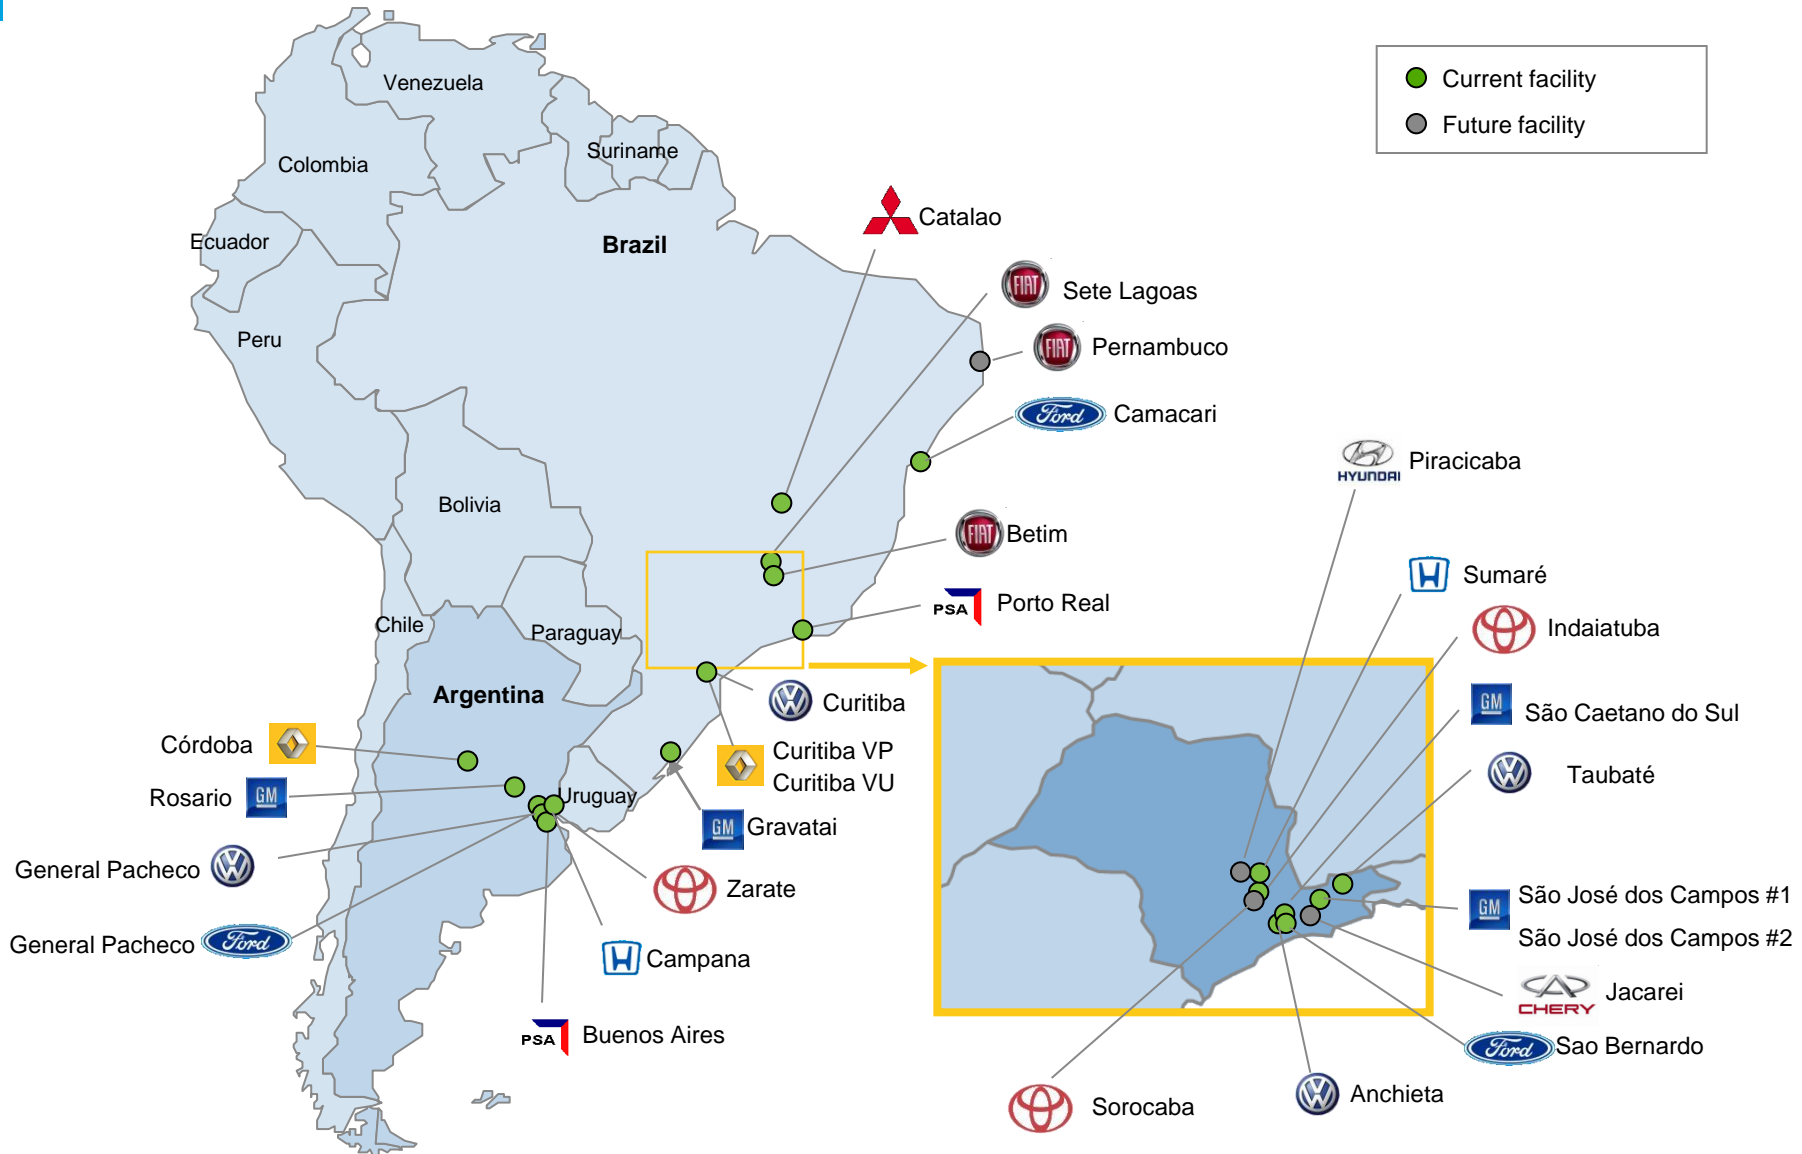 Current facility
Future facility
Venezuela
Colombia
Suriname
Ecuador
Brazil
Peru
Bolivia
Chile
Paraguay
Argentina
Uruguay
Catalao
FIAT
Sete Lagoas
FIAT
Pernambuco
Ford
Camacari
FIAT
Betim
PSA
Porto Real
Curitiba
Curitiba VP
Curitiba VU
GM
Gravatai
Córdoba
Rosario
GM
General Pacheco
General Pacheco
Ford
Zarate
Campana
PSA
Buenos Aires
HYUNDAI
Piracicaba
Sumaré
Indaiatuba
GM
São Caetano do Sul
Taubaté
GM
São José dos Campos #1
São José dos Campos #2
CHERY
Jacarei
Ford
Sao Bernardo
Anchieta
Sorocaba